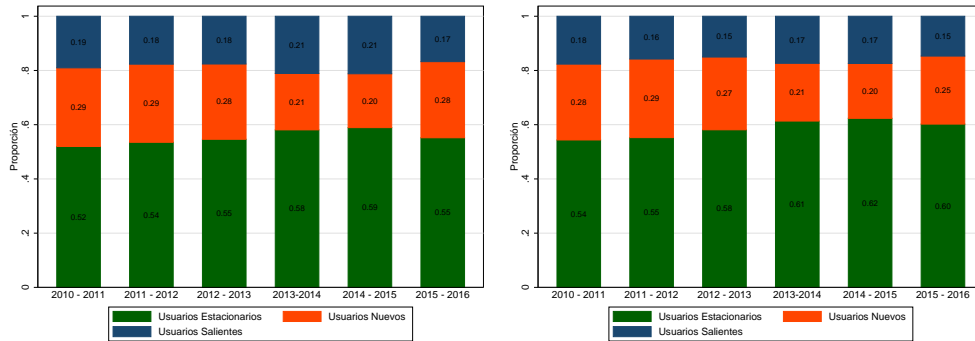 Proporción
1
.8
.6
.4
.2
0
0.19 0.18 0.18 0.21 0.21 0.17
0.29 0.29 0.28 0.21 0.20 0.28
0.52 0.54 0.55 0.58 0.59 0.55
2010 - 2011 2011 - 2012 2012 - 2013 2013-2014 2014 - 2015 2015 - 2016
Usuarios Estacionarios Usuarios Nuevos
Usuarios Salientes
Proporción
1
.8
.6
.4
.2
0
0.18 0.16 0.15 0.17 0.17 0.15
0.28 0.29 0.27 0.21 0.20 0.25
0.54 0.55 0.58 0.61 0.62 0.60
2010 - 2011 2011 - 2012 2012 - 2013 2013-2014 2014 - 2015 2015 - 2016
Usuarios Estacionarios Usuarios Nuevos
Usuarios Salientes